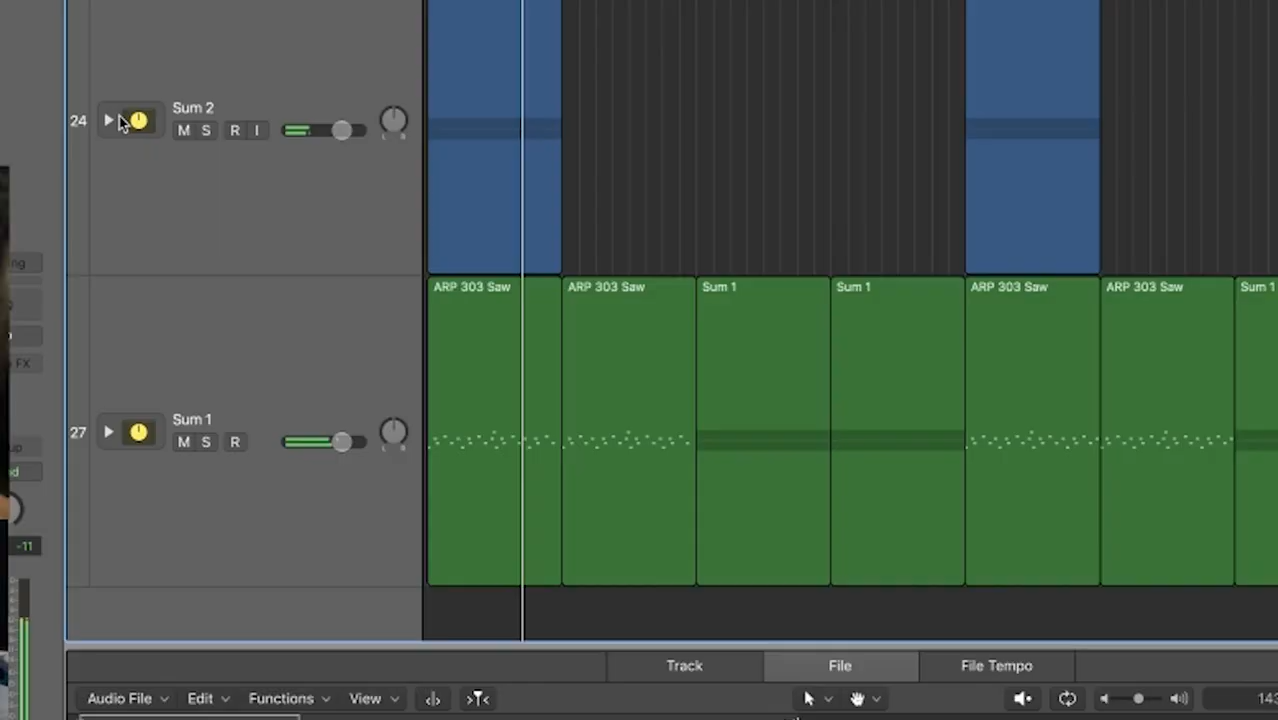 24
Sum 2
M S R I
ng
ARP 303 Saw ARP 303 Saw Sum 1 Sum 1 ARP 303 Saw ARP 303 Saw Sum 1
FX
27
Sum 1
M S R
-11
Track File File Tempo
Audio File Edit Functions View